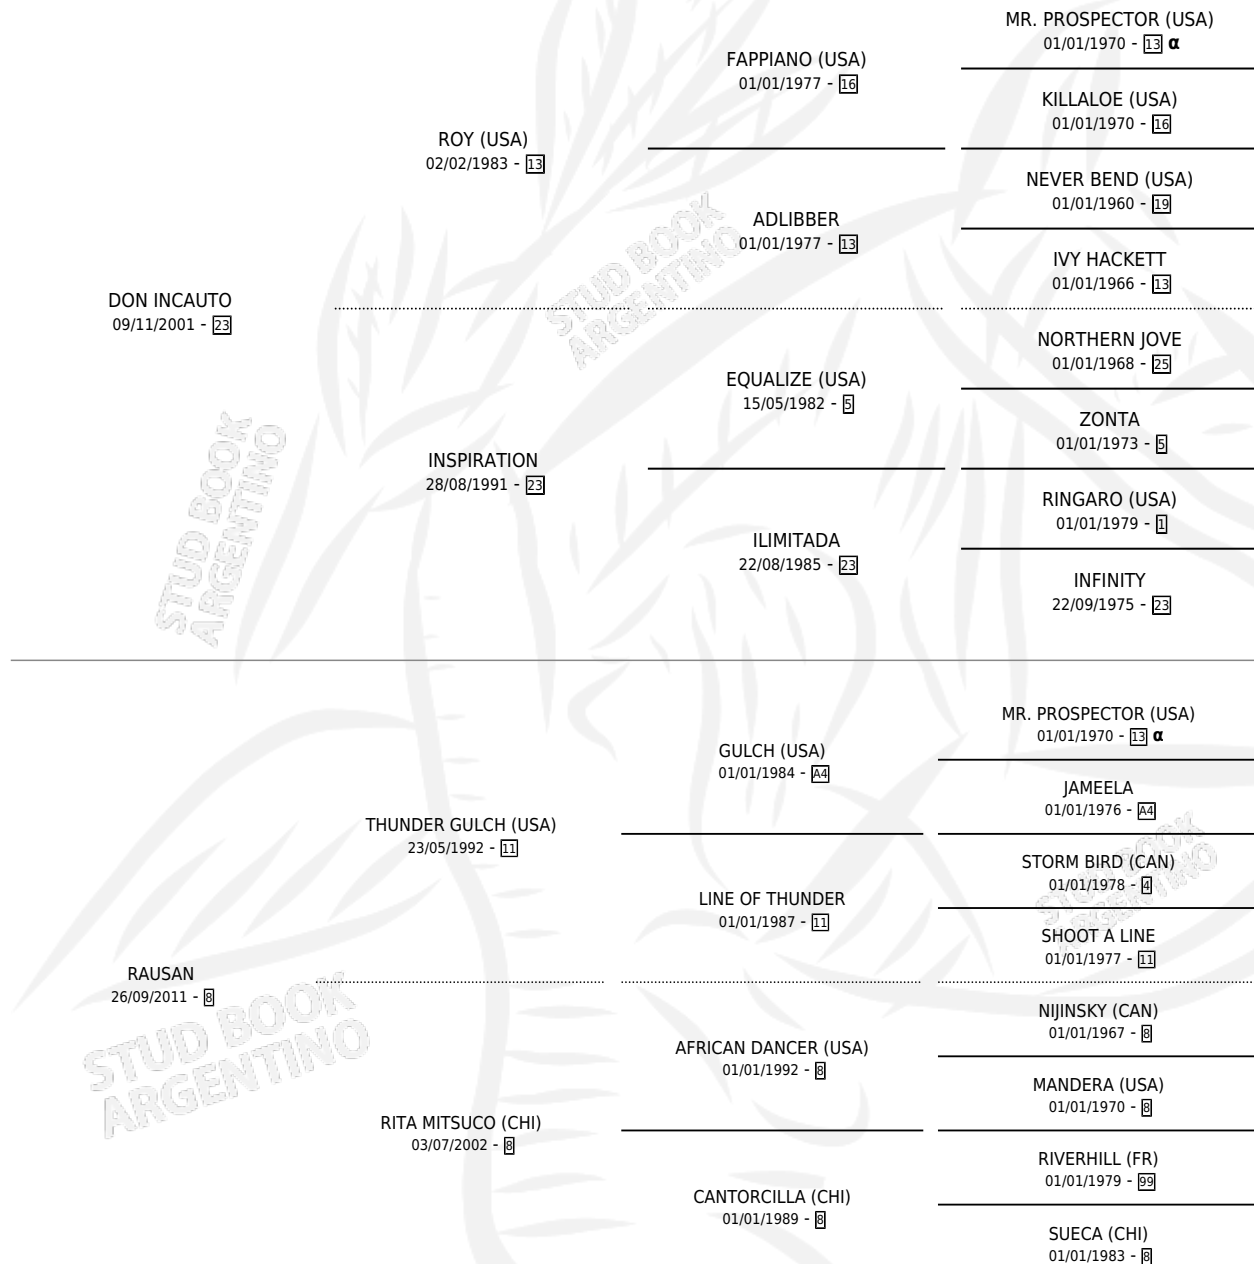 MR. PROSPECTOR (USA)
01/01/1970 - 13 α
FAPPIANO (USA)
01/01/1977 - 16
KILLALOE (USA)
01/01/1970 - 16
ROY (USA)
02/02/1983 - 13
NEVER BEND (USA)
01/01/1960 - 19
ADLIBBER
01/01/1977 - 13
IVY HACKETT
01/01/1966 - 13
DON INCAUTO
09/11/2001 - 23
NORTHERN JOVE
01/01/1968 - 25
EQUALIZE (USA)
15/05/1982 - 5
ZONTA
01/01/1973 - 5
INSPIRATION
28/08/1991 - 23
RINGARO (USA)
01/01/1979 - 1
ILIMITADA
22/08/1985 - 23
INFINITY
22/09/1975 - 23
STUD BOOK
ARGENTINO
STUD BOOK
ARGENTINO
MR. PROSPECTOR (USA)
01/01/1970 - 13 α
GULCH (USA)
01/01/1984 - A4
JAMEELA
01/01/1976 - A4
THUNDER GULCH (USA)
23/05/1992 - 11
STORM BIRD (CAN)
01/01/1978 - 4
LINE OF THUNDER
01/01/1987 - 11
SHOOT A LINE
01/01/1977 - 11
RAUSAN
26/09/2011 - 8
NIJINSKY (CAN)
01/01/1967 - 8
AFRICAN DANCER (USA)
01/01/1992 - 8
MANDERA (USA)
01/01/1970 - 8
RITA MITSUCO (CHI)
03/07/2002 - 8
RIVERHILL (FR)
01/01/1979 - 99
CANTORCILLA (CHI)
01/01/1989 - 8
SUECA (CHI)
01/01/1983 - 8
STUD BOOK
ARGENTINO
STUD BOOK
ARGENTINO